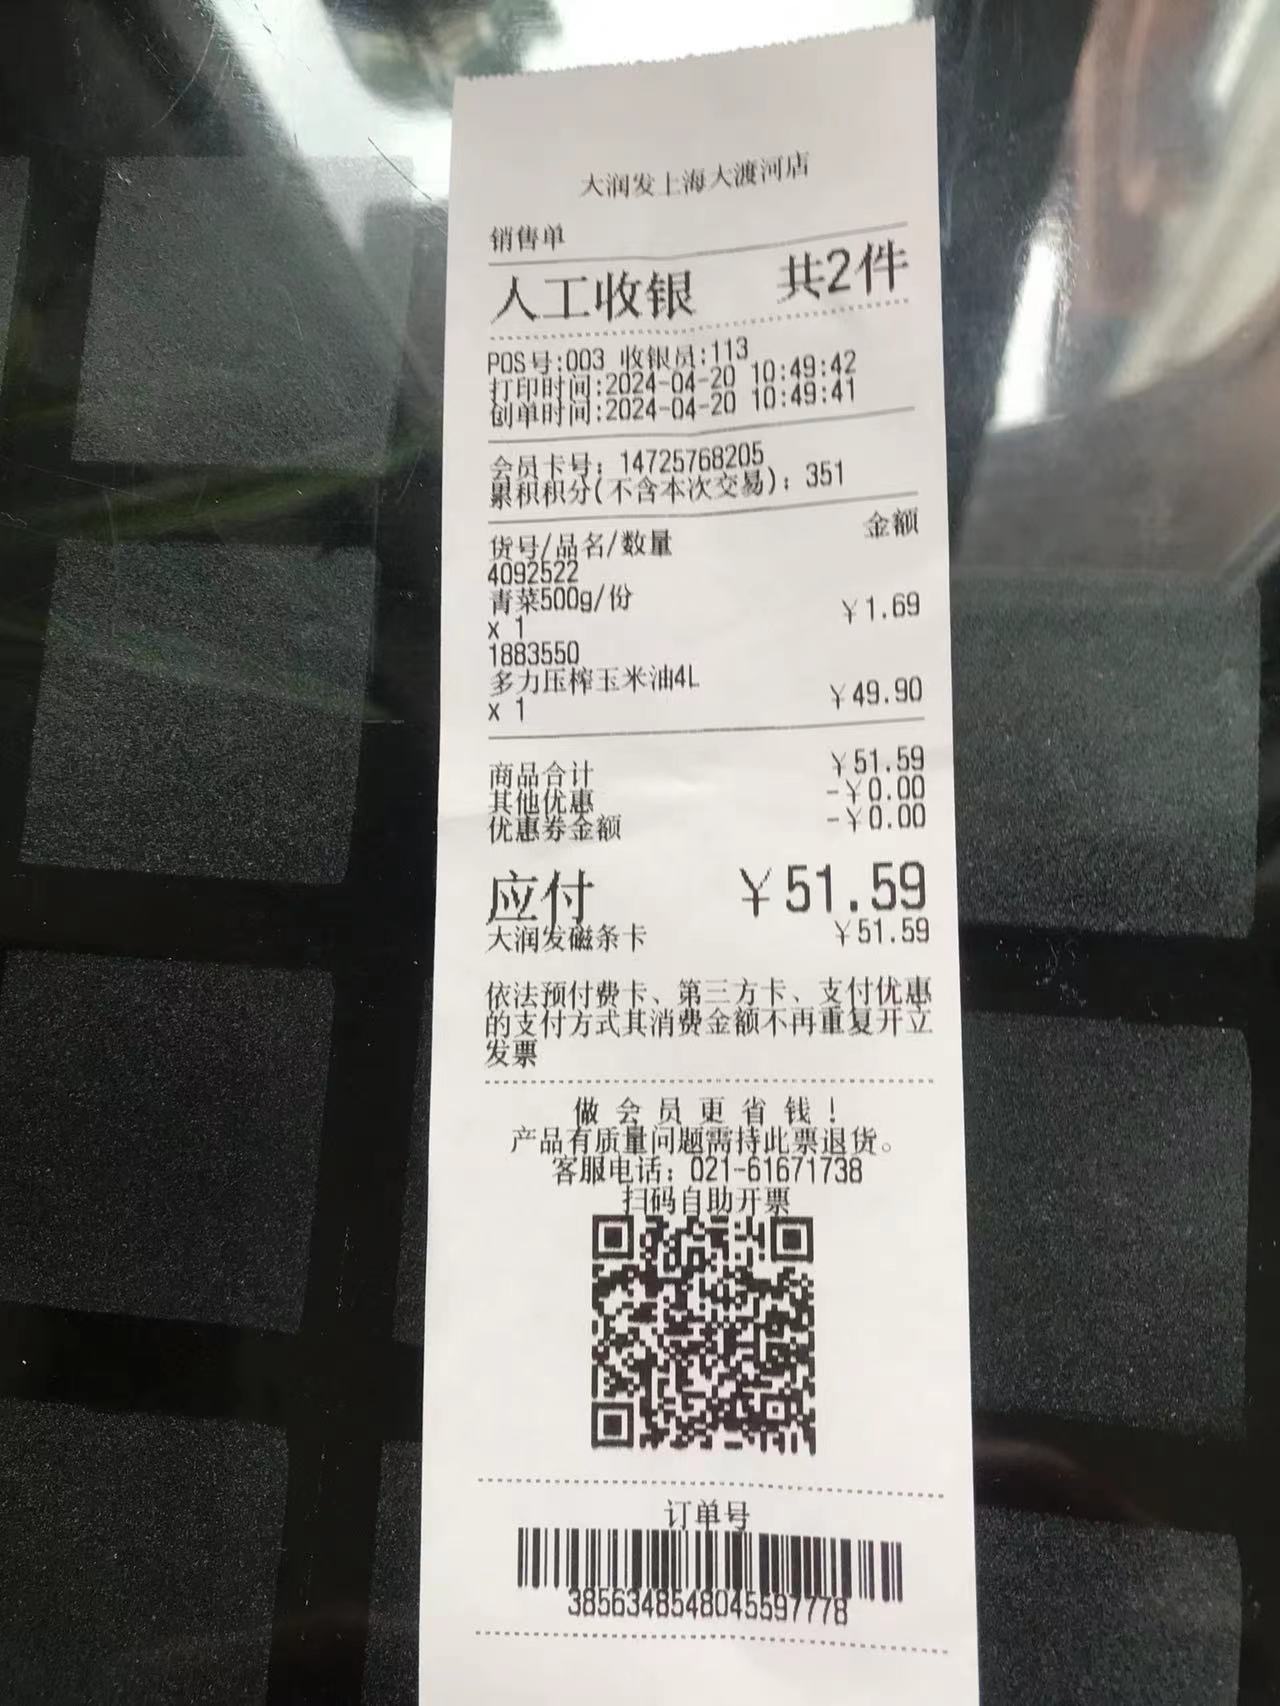 大润发上海大渡河店
销售单
人工收银 共2件
POS号:003 收银员:113
打印时间:2024-04-20 10:49:42
创单时间:2024-04-20 10:49:41
会员卡号：14725768205
累积积分(不含本次交易)：351
货号/品名/数量 金额
4092522
青菜500g/份
x 1 ￥1.69
1883550
多力压榨玉米油4L
x 1 ￥49.90
商品合计 ￥51.59
其他优惠 -￥0.00
优惠券金额 -￥0.00
应付 ￥51.59
大润发磁条卡 ￥51.59
依法预付费卡、第三方卡、支付优惠
的支付方式其消费金额不再重复开立
发票
做会员更省钱！
产品有质量问题需持此票退货。
客服电话：021-61671738
扫码自助开票
订单号
3856348548045597778